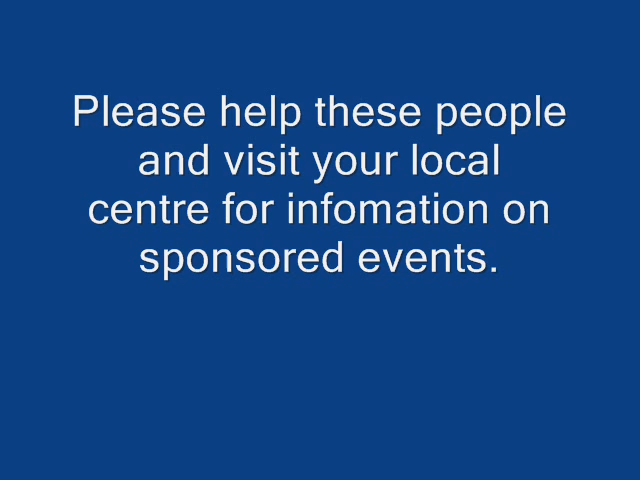 Please help these people
and visit your local
centre for infomation on
sponsored events.